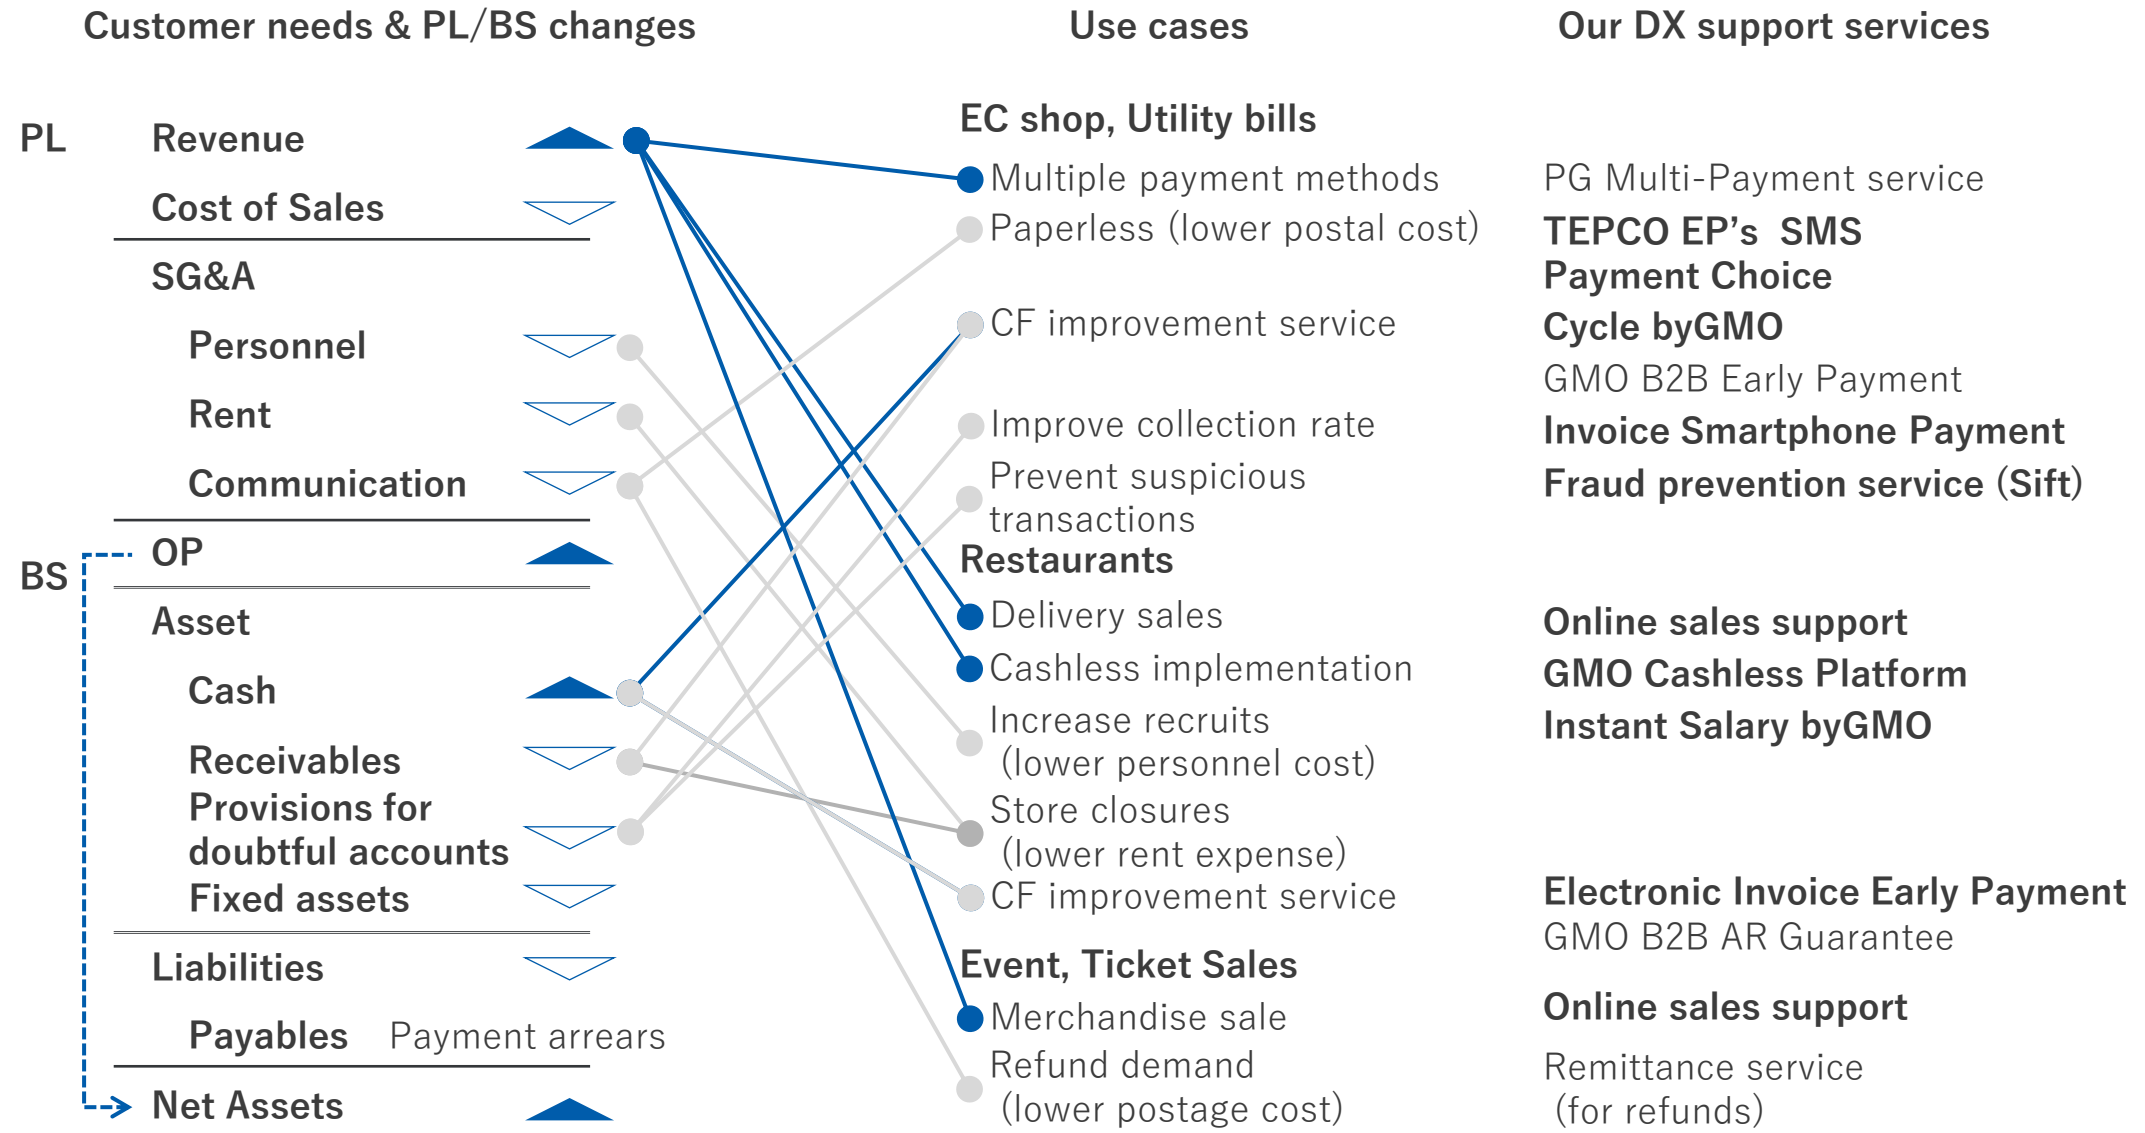 Customer needs & PL/BS changes
Use cases
Our DX support services
PL
Revenue
Cost of Sales
SG&A
Personnel
Rent
Communication
BS
OP
Asset
Cash
Receivables
Provisions for
doubtful accounts
Fixed assets
Liabilities
Payables Payment arrears
Net Assets
EC shop, Utility bills
Multiple payment methods
Paperless (lower postal cost)
CF improvement service
Improve collection rate
Prevent suspicious
transactions
Restaurants
Delivery sales
Cashless implementation
Increase recruits
(lower personnel cost)
Store closures
(lower rent expense)
CF improvement service
Event, Ticket Sales
Merchandise sale
Refund demand
(lower postage cost)
PG Multi-Payment service
TEPCO EP’s SMS
Payment Choice
Cycle byGMO
GMO B2B Early Payment
Invoice Smartphone Payment
Fraud prevention service (Sift)
Online sales support
GMO Cashless Platform
Instant Salary byGMO
Electronic Invoice Early Payment
GMO B2B AR Guarantee
Online sales support
Remittance service
(for refunds)